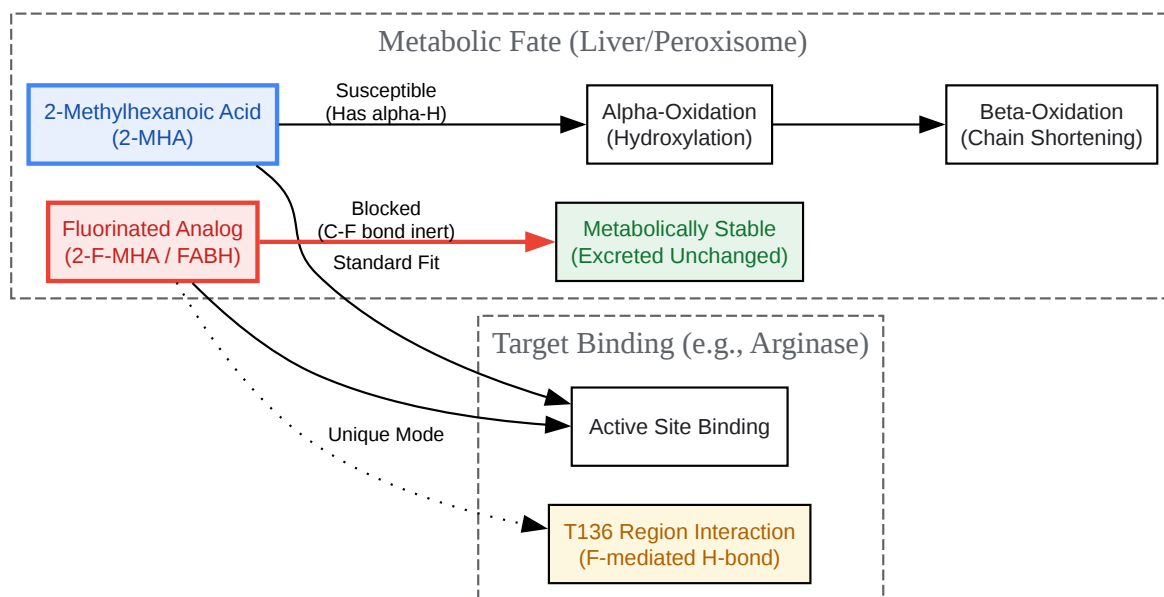 Metabolic Fate (Liver/Peroxisome)
2-Methylhexanoic Acid
(2-MHA)
Susceptible
(Has alpha-H)
Alpha-Oxidation
(Hydroxylation)
Beta-Oxidation
(Chain Shortening)
Fluorinated Analog
(2-F-MHA / FABH)
Blocked
(C-F bond inert)
Metabolically Stable
(Excreted Unchanged)
Standard Fit
Target Binding (e.g., Arginase)
Active Site Binding
Unique Mode
T136 Region Interaction
(F-mediated H-bond)